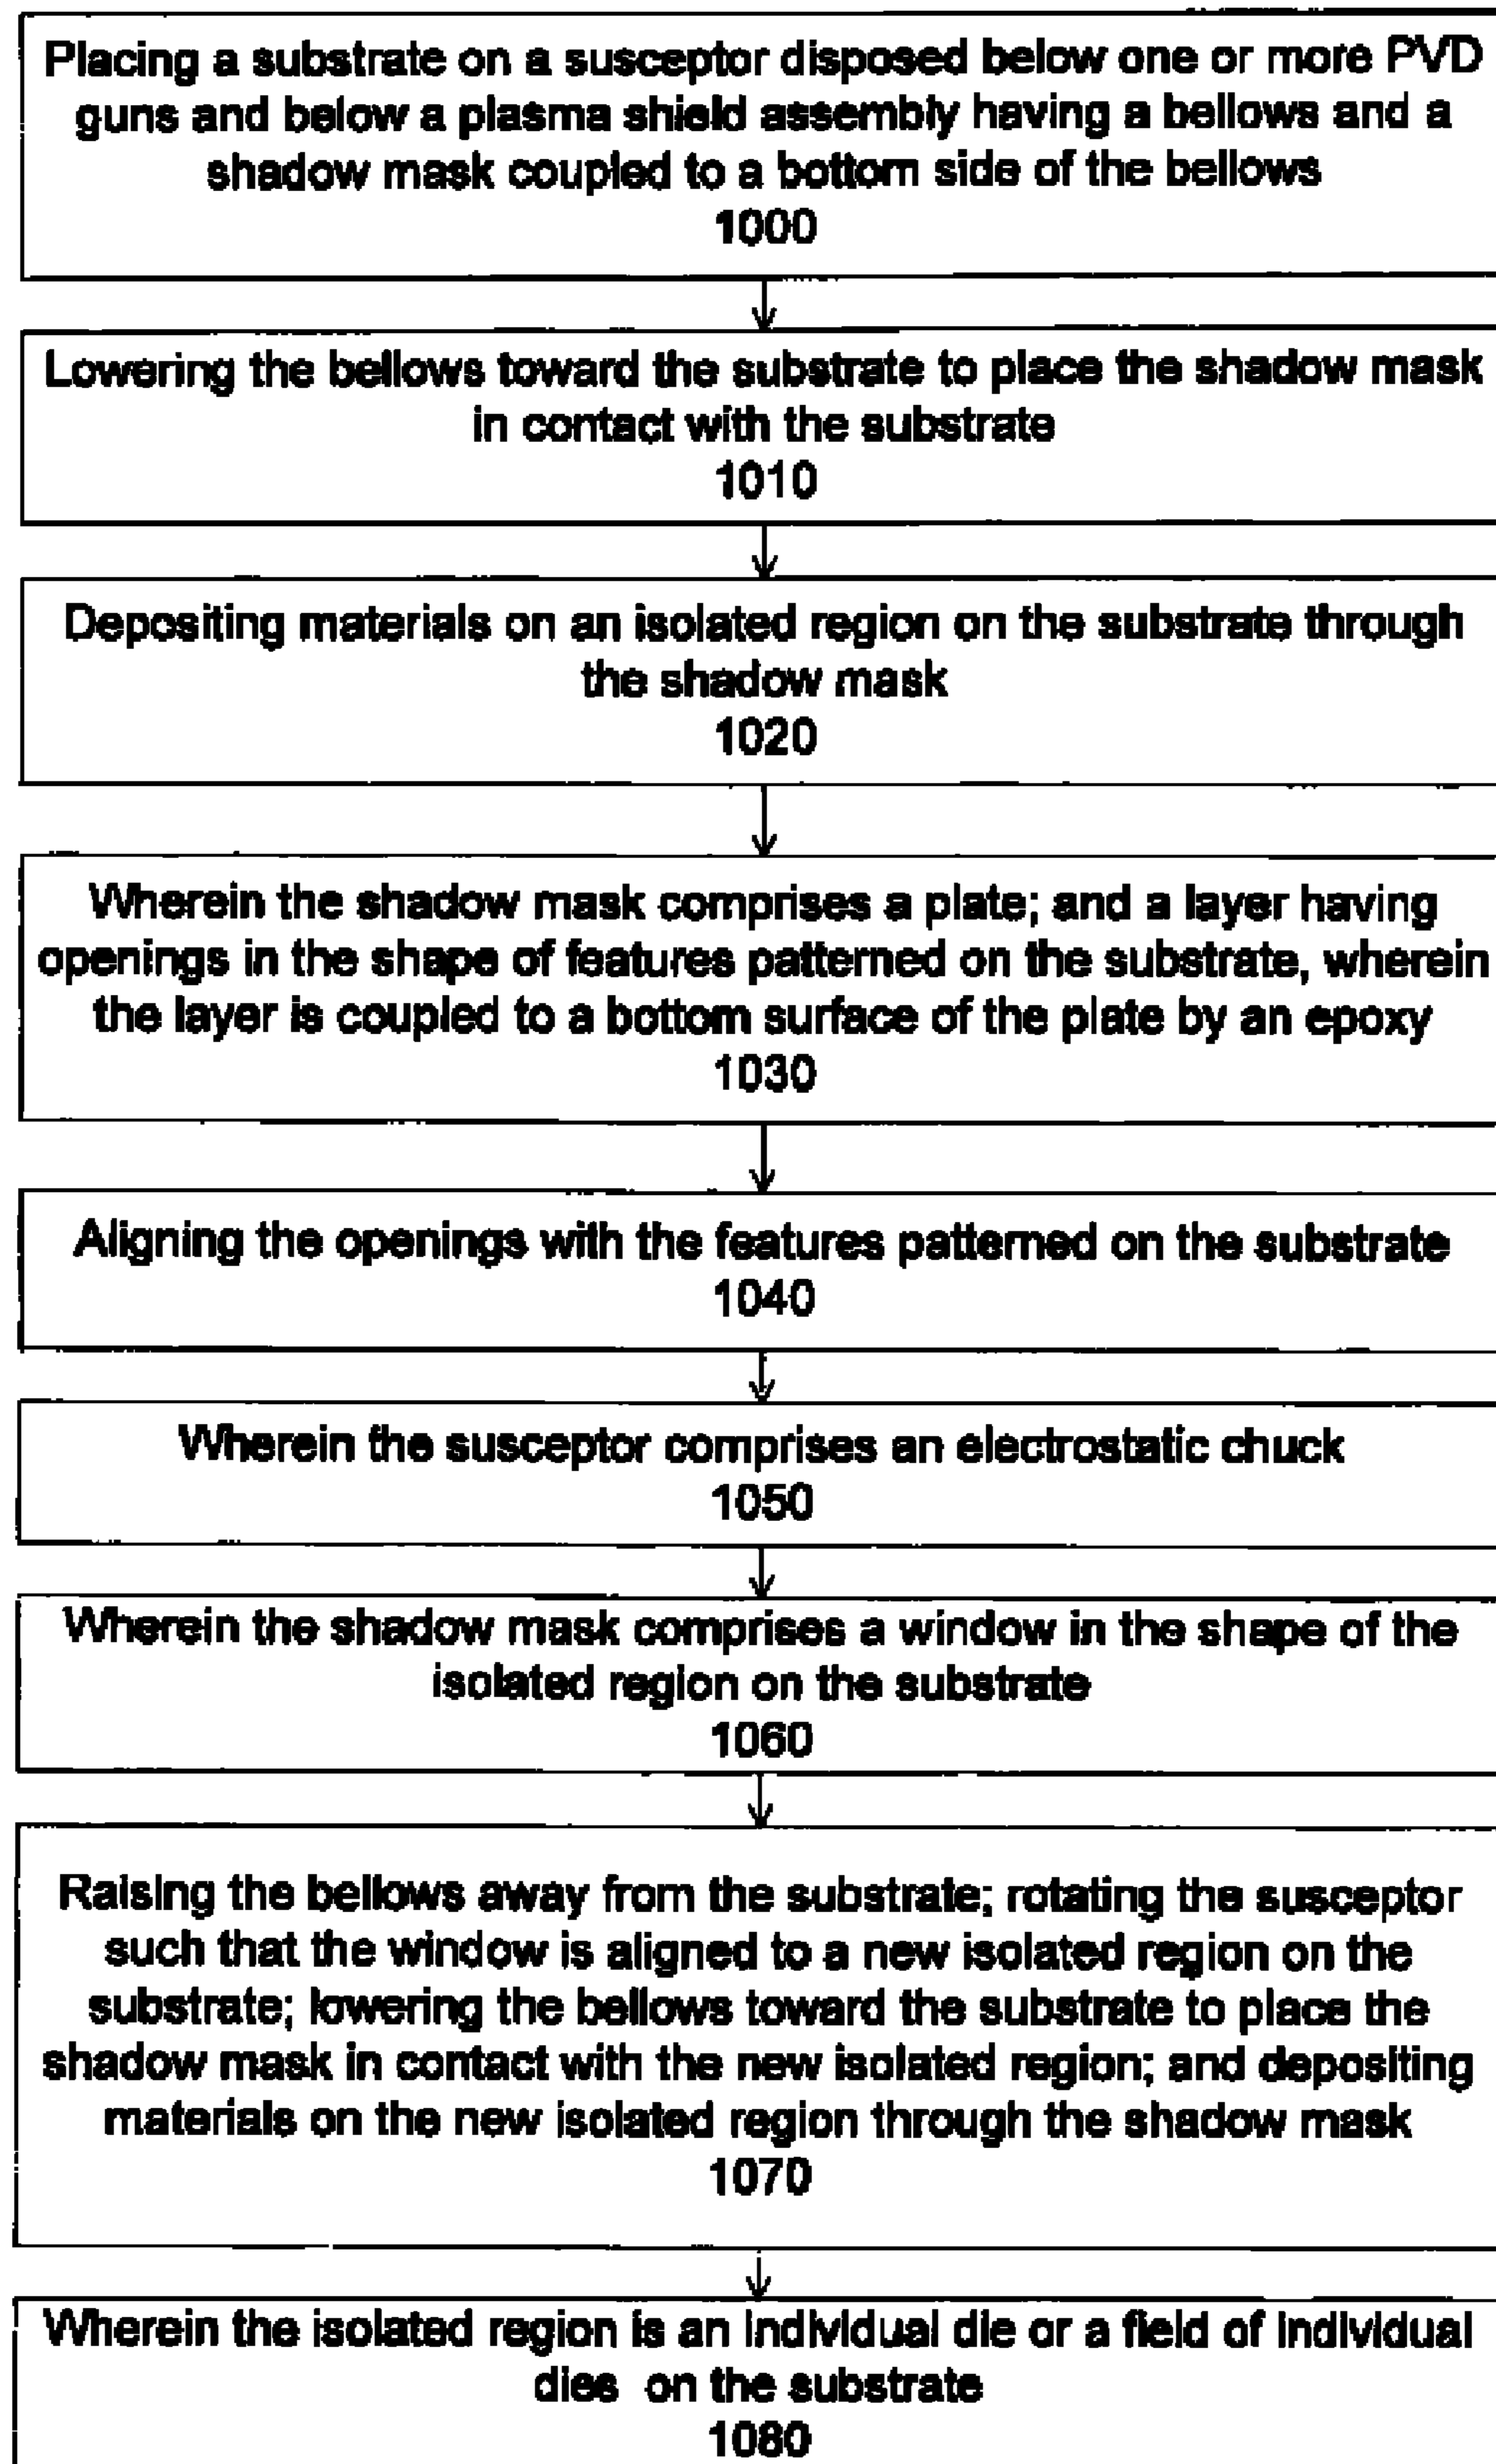 Placing a substrate on a susceptor disposed below one or more PVD
guns and below a plasma shield assembly having a bellows and a
shadow mask coupled to a bottom side of the bellows
1000
Lowering the bellows toward the substrate to place the shadow mask
in contact with the substrate
1010
Depositing materials on an isolated region on the substrate through
the shadow mask
1020
Wherein the shadow mask comprises a plate; and a layer having
openings in the shape of features patterned on the substrate, wherein
the layer is coupled to a bottom surface of the plate by an epoxy
1030
Aligning the openings with the features patterned on the substrate
1040
Wherein the susceptor comprises an electrostatic chuck
1050
Wherein the shadow mask comprises a window in the shape of the
isolated region on the substrate
1060
Raising the bellows away from the substrate; rotating the susceptor
such that the window is aligned to a new isolated region on the
substrate; lowering the bellows toward the substrate to place the
shadow mask in contact with the new isolated region; and depositing
materials on the new isolated region through the shadow mask
1070
Wherein the isolated region is an individual die or a field of individual
dies on the substrate
1080